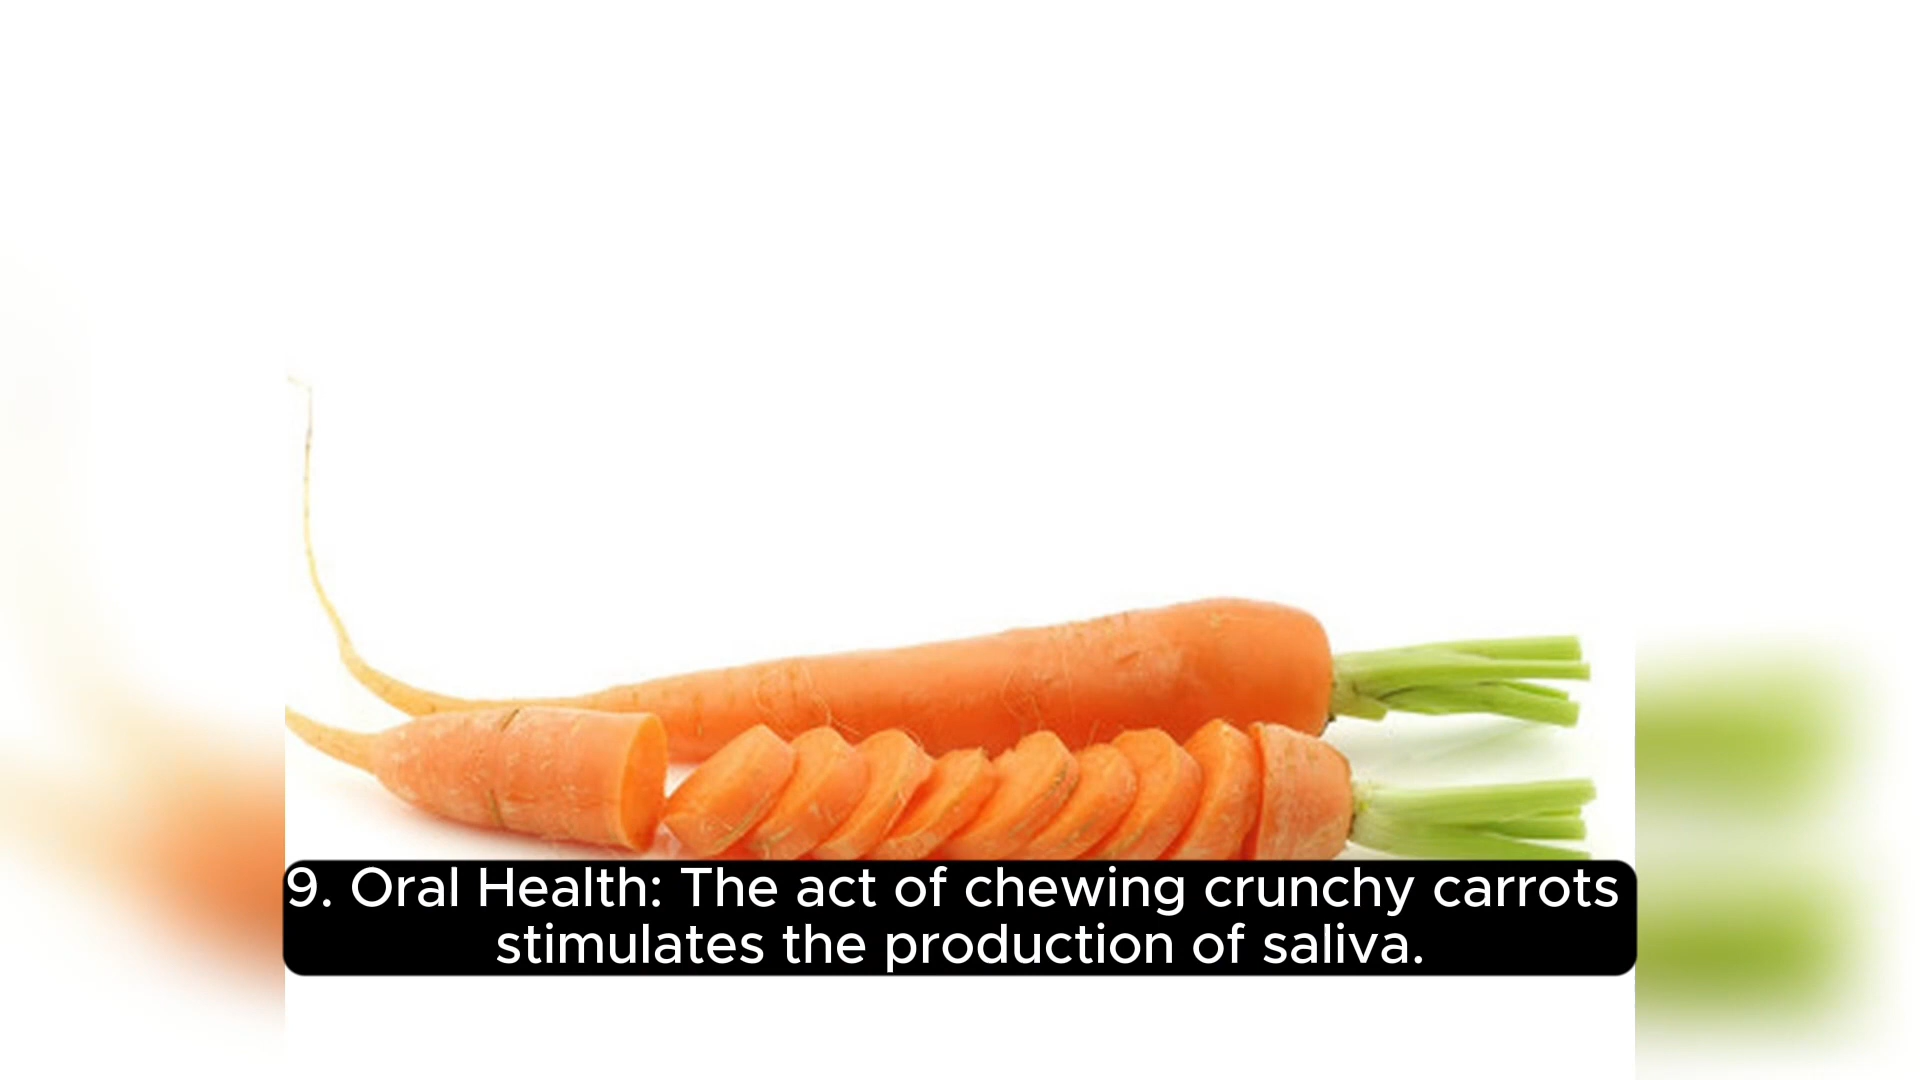 9. Oral Health: The act of chewing crunchy carrots
stimulates the production of saliva.